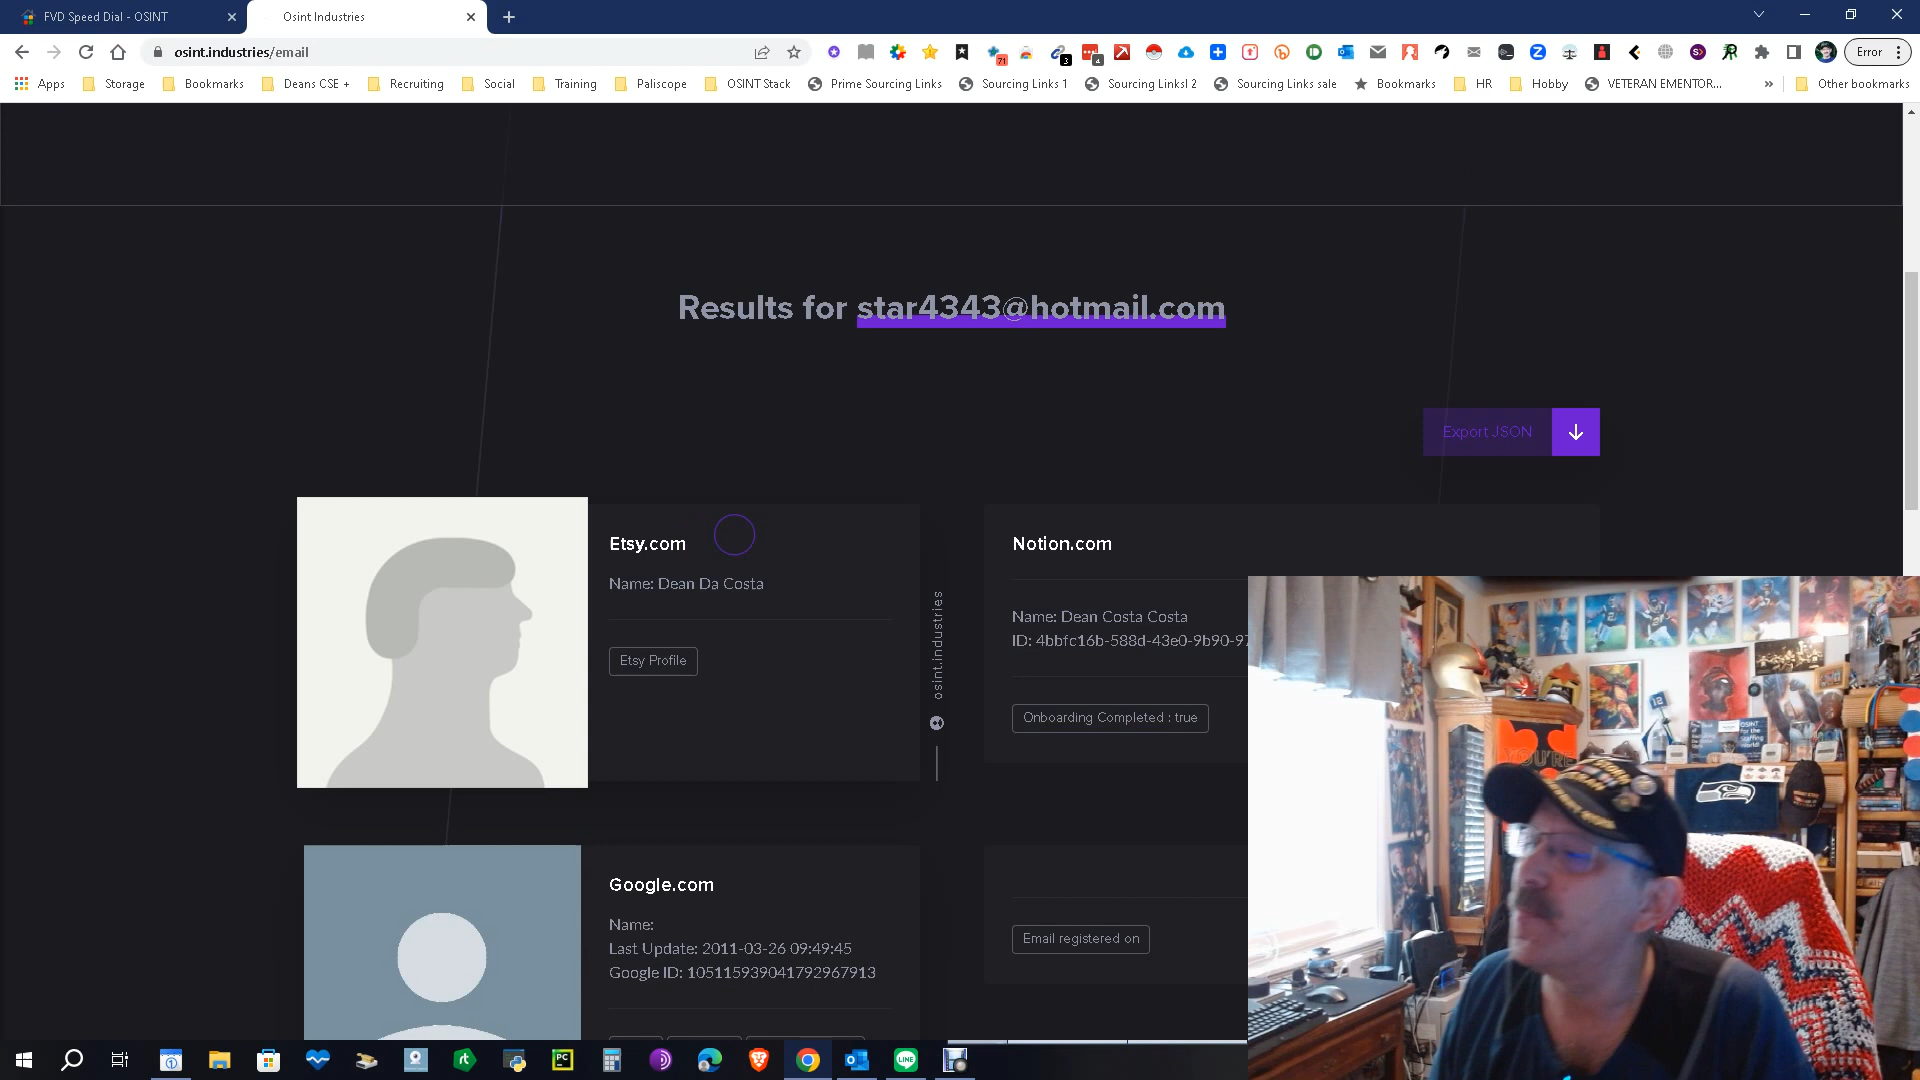 FVD Speed Dial - OSINT
Osint Industries
osint.industries/email
Error
Apps
Storage
Bookmarks
Deans CSE +
Recruiting
Social
Training
Paliscope
OSINT Stack
Prime Sourcing Links
Sourcing Links 1
Sourcing Linksl 2
Sourcing Links sale
Bookmarks
HR
Hobby
VETERAN EMENTOR...
Other bookmarks
Results for star4343@hotmail.com
Export JSON
Etsy.com
Name: Dean Da Costa
Etsy Profile
osint.industries
Notion.com
Name: Dean Costa Costa
ID: 4bbfc16b-588d-43e0-9b90-97
Onboarding Completed : true
Google.com
Name:
Last Update: 2011-03-26 09:49:45
Google ID: 105115939041792967913
Email registered on
YOU'RE
12